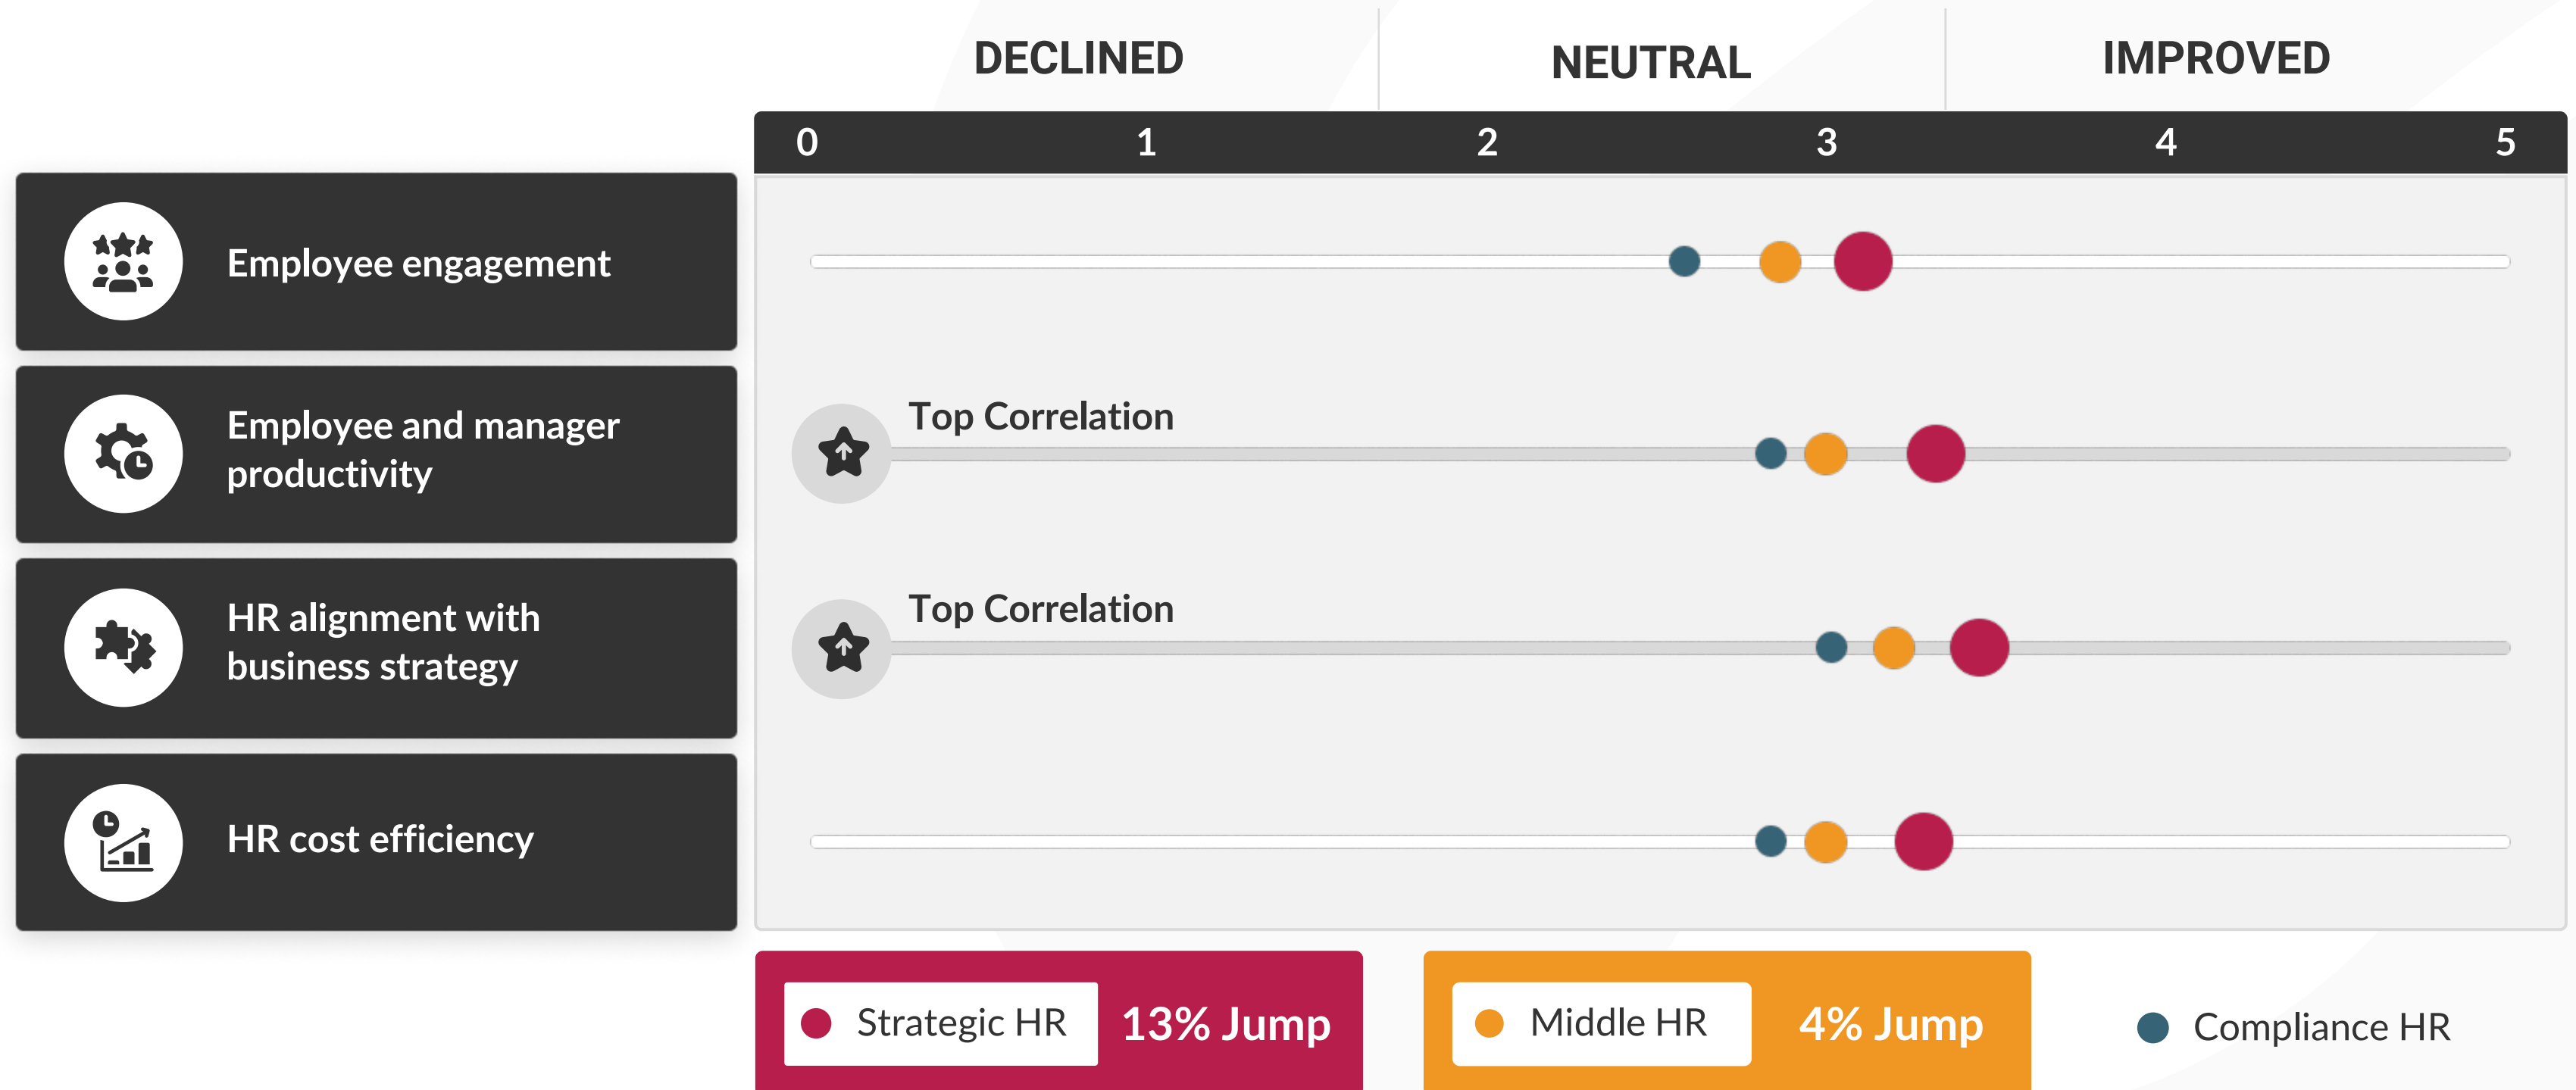 DECLINED
NEUTRAL
IMPROVED
0 1 2 3 4 5
Employee engagement
Employee and manager
productivity
Top Correlation
HR alignment with
business strategy
Top Correlation
HR cost efficiency
Strategic HR
13% Jump
Middle HR
4% Jump
Compliance HR